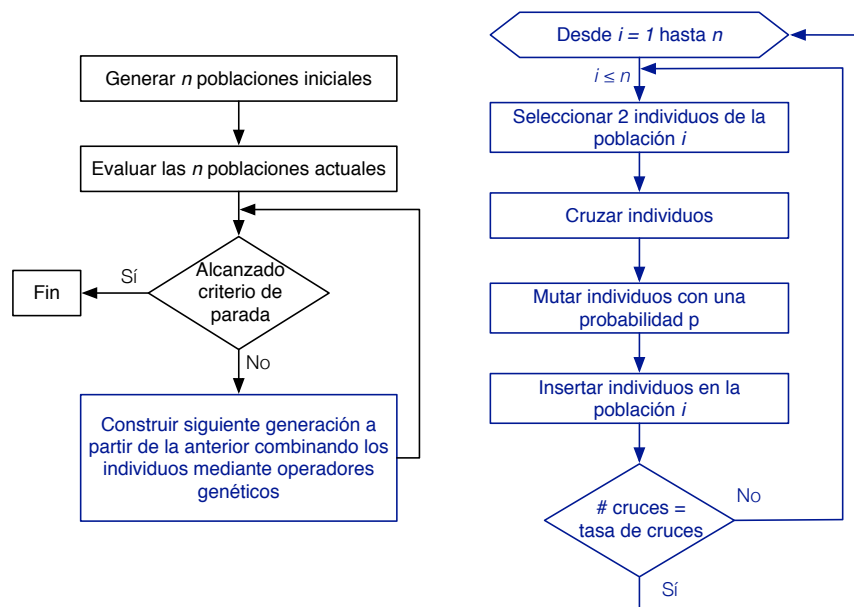 Generar n poblaciones iniciales
Evaluar las n poblaciones actuales
Alcanzado
criterio de
parada
Sí
Fin
No
Construir siguiente generación a
partir de la anterior combinando los
individuos mediante operadores
genéticos
Desde i = 1 hasta n
i ≤ n
Seleccionar 2 individuos de la
población i
Cruzar individuos
Mutar individuos con una
probabilidad p
Insertar individuos en la
población i
# cruces =
tasa de cruces
No
Sí